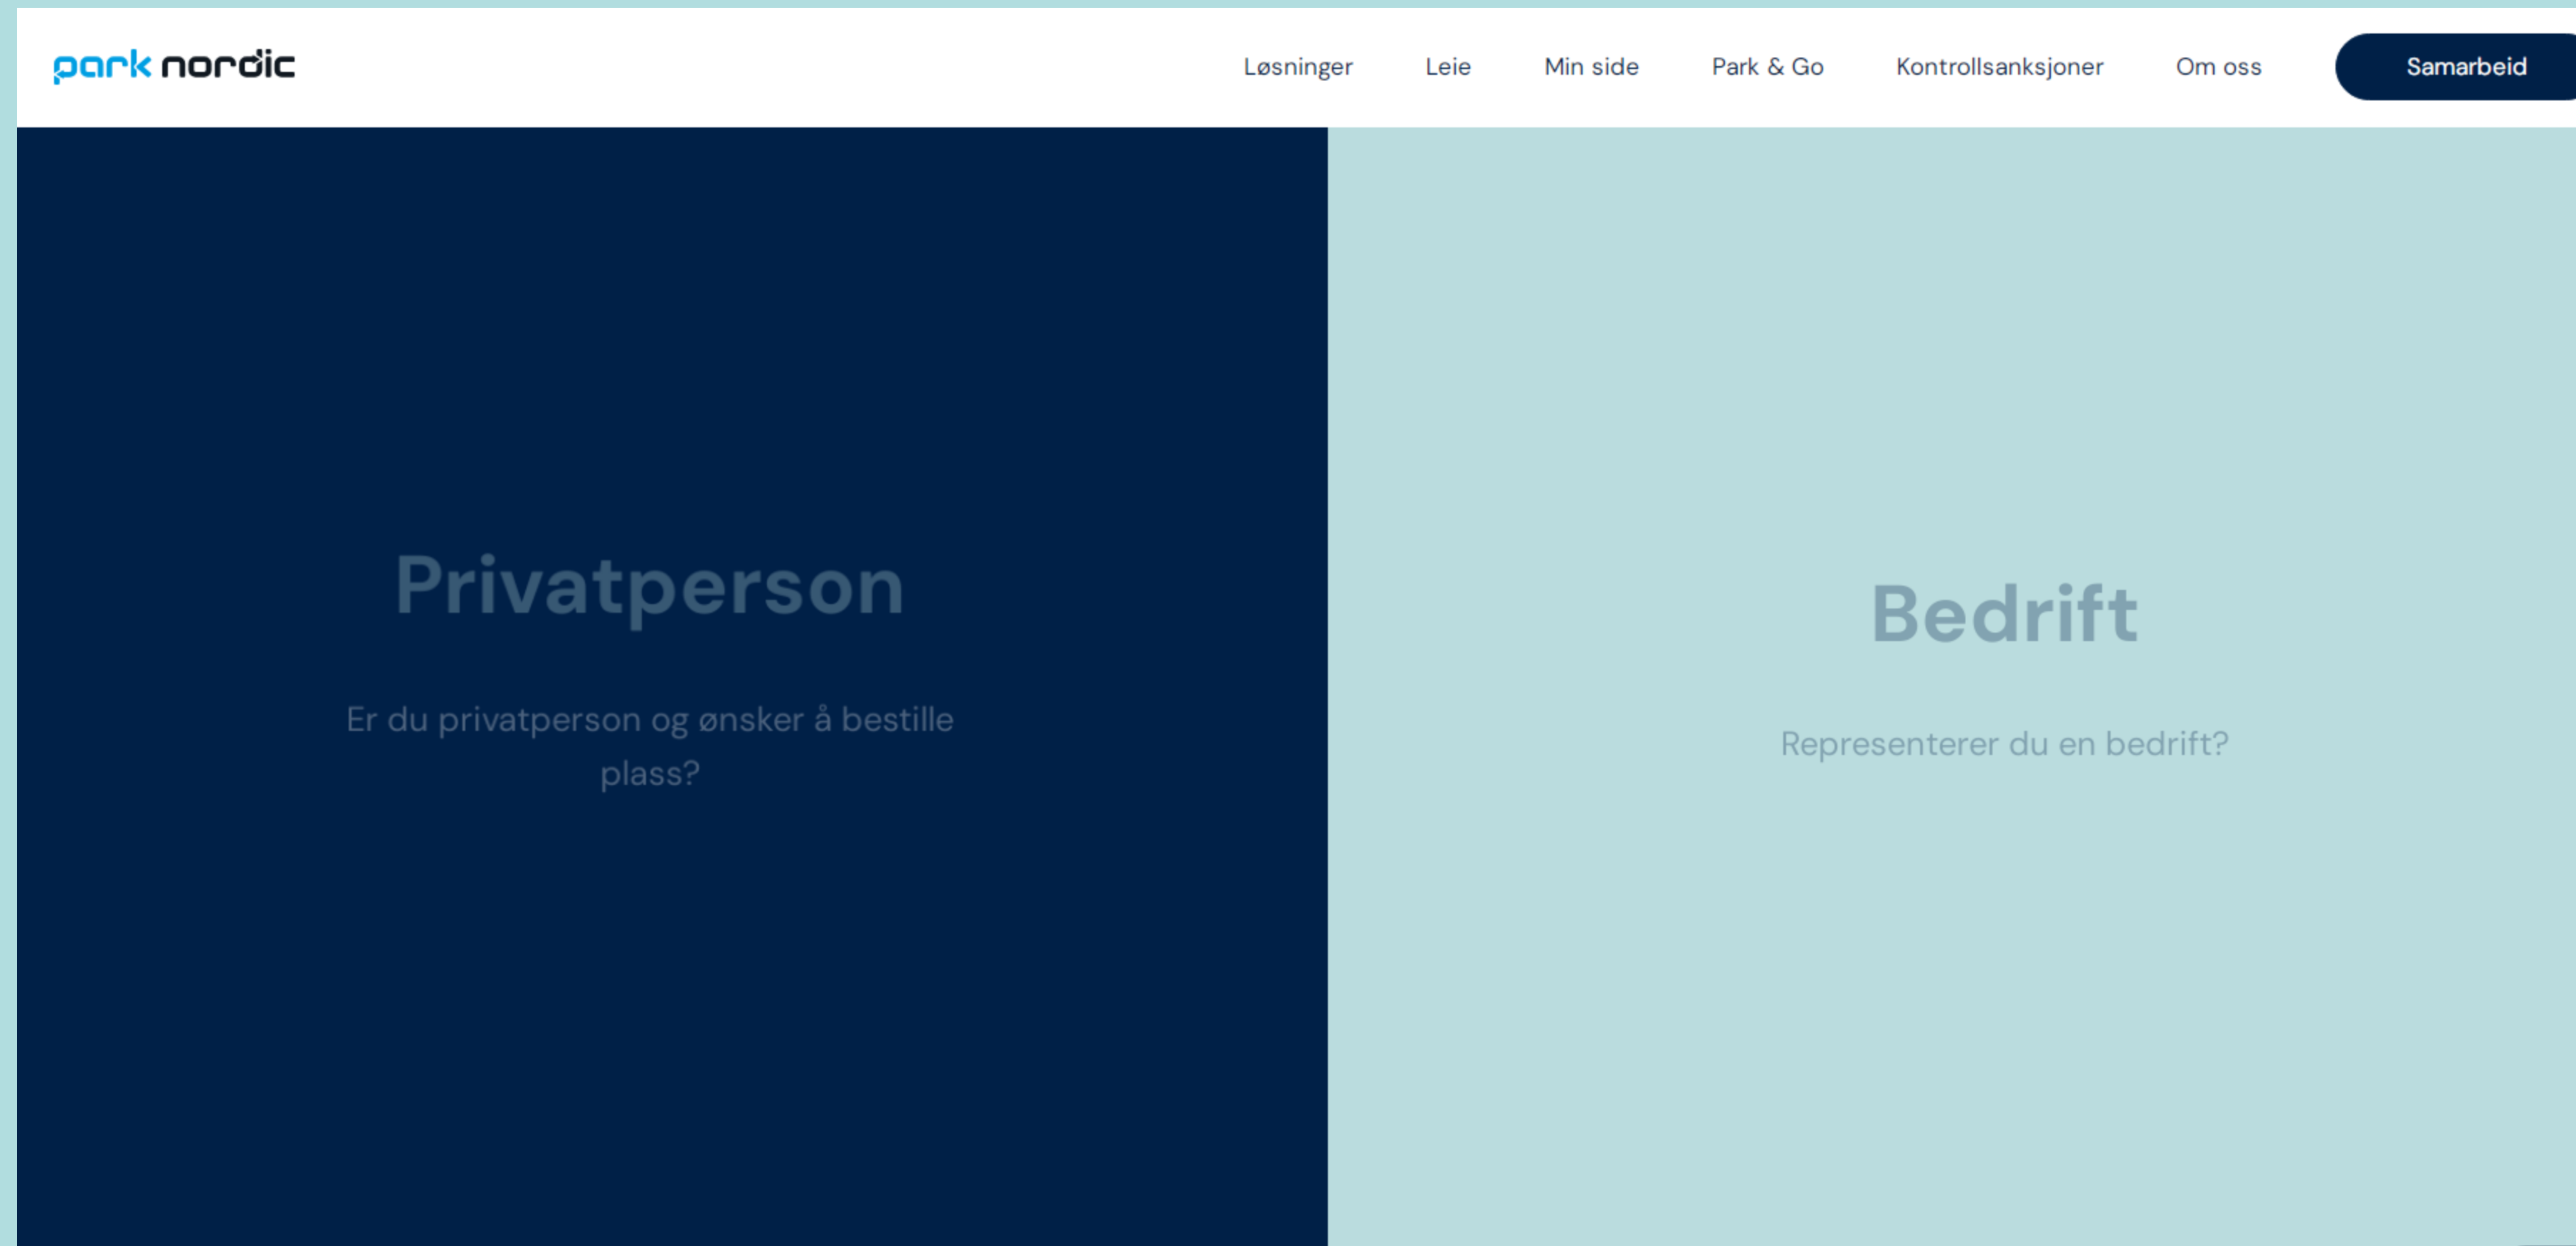 park nordic
Løsninger
Leie
Min side
Park & Go
Kontrollsanksjoner
Om oss
Samarbeid
Privatperson
Er du privatperson og ønsker å bestille
plass?
Bedrift
Representerer du en bedrift?